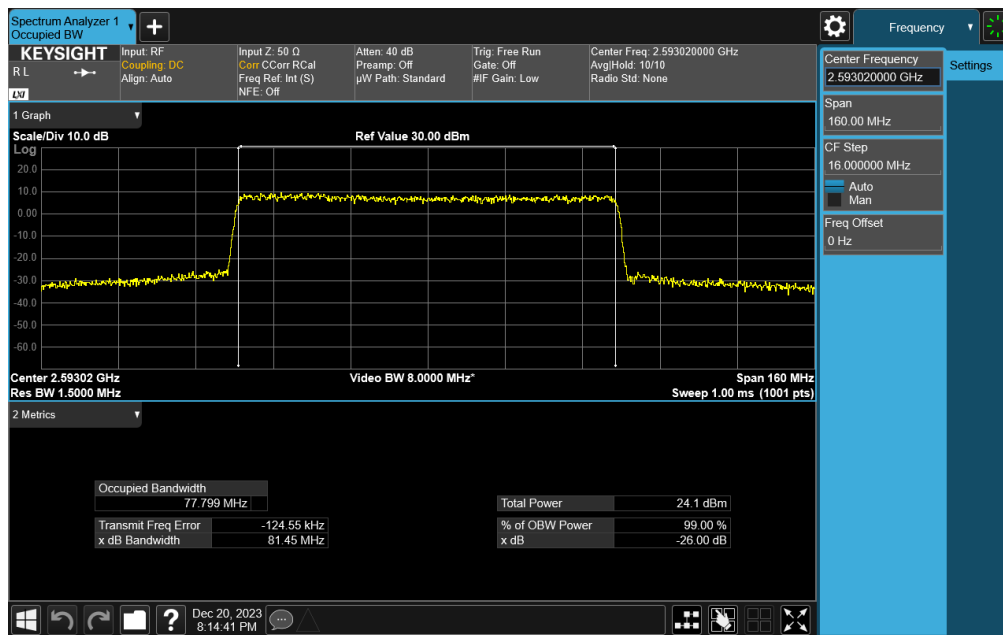 Spectrum Analyzer 1
Occupied BW
Frequency
KEYSIGHT
R L
LXI
Input: RF
Coupling: DC
Align: Auto
Input Z: 50 Ω
Corr CCorr RCal
Freq Ref: Int (S)
NFE: Off
Atten: 40 dB
Preamp: Off
µW Path: Standard
Trig: Free Run
Gate: Off
#IF Gain: Low
Center Freq: 2.593020000 GHz
Avg|Hold: 10/10
Radio Std: None
Center Frequency
2.593020000 GHz
Settings
Span
160.00 MHz
CF Step
16.000000 MHz
Auto
Man
Freq Offset
0 Hz
1 Graph
Scale/Div 10.0 dB
Ref Value 30.00 dBm
Log
20.0
10.0
0.00
-10.0
-20.0
-30.0
-40.0
-50.0
-60.0
Center 2.59302 GHz
Video BW 8.0000 MHz*
Span 160 MHz
Res BW 1.5000 MHz
Sweep 1.00 ms (1001 pts)
2 Metrics
Occupied Bandwidth
77.799 MHz
Total Power 24.1 dBm
Transmit Freq Error -124.55 kHz
% of OBW Power 99.00 %
x dB Bandwidth 81.45 MHz
x dB -26.00 dB
Dec 20, 2023
8:14:41 PM